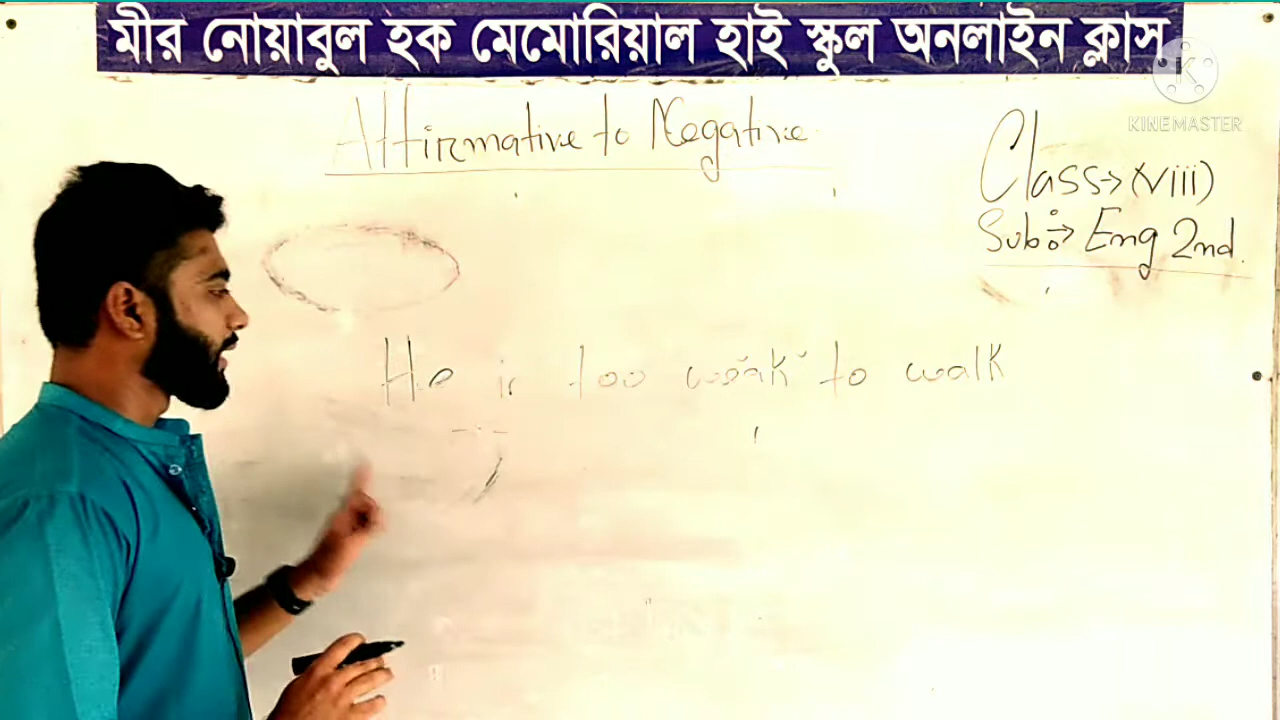 মীর নোয়াবুল হক মেমোরিয়াল হাই স্কুল অনলাইন ক্লাস
K
KINEMASTER
Affirmative to Negative
Class→ (viii)
Sub:→ Eng 2nd.
He is too weak to walk